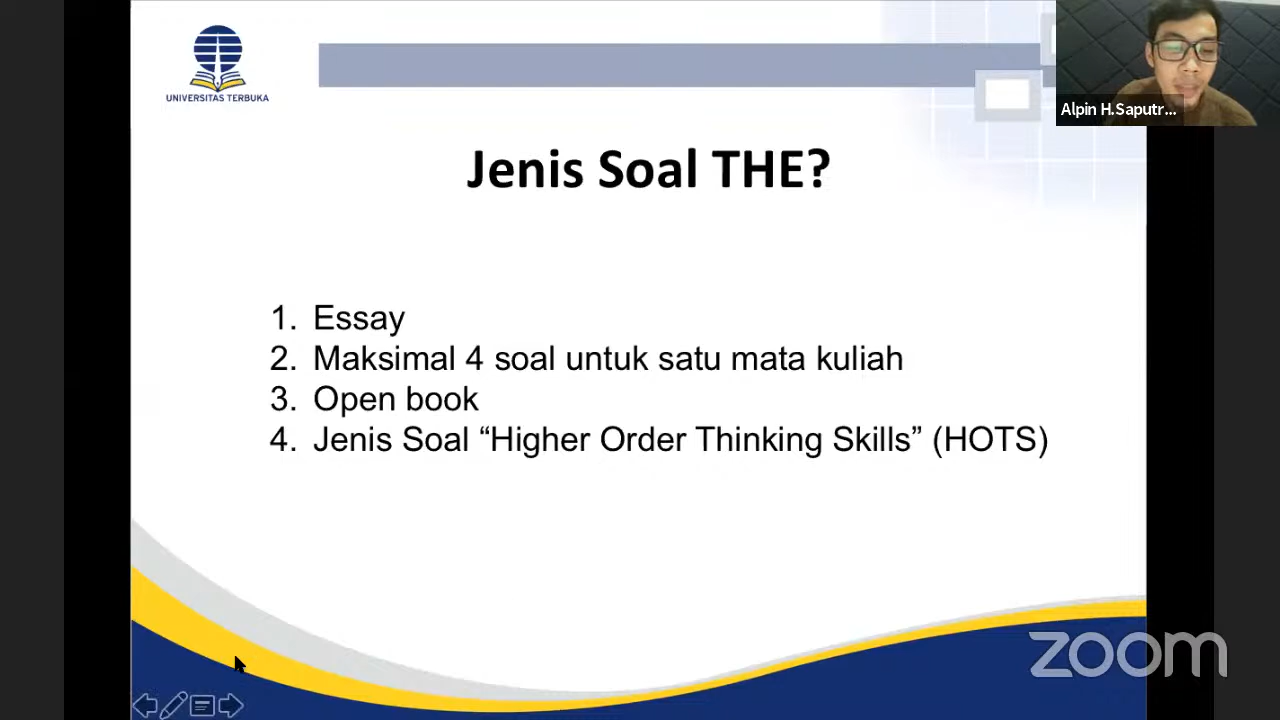 UNIVERSITAS TERBUKA
Alpin H.Saputr...
Jenis Soal THE?
1. Essay
2. Maksimal 4 soal untuk satu mata kuliah
3. Open book
4. Jenis Soal “Higher Order Thinking Skills” (HOTS)
zoom